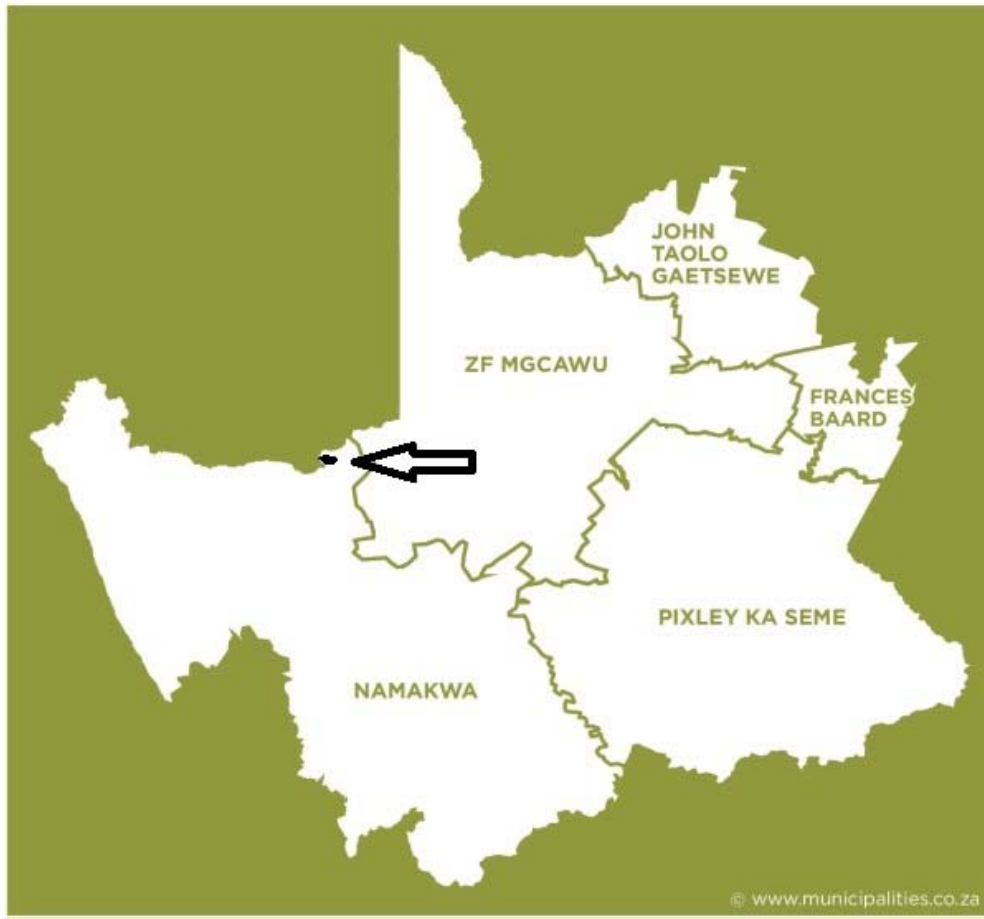 JOHN
TAOLO
GAETSEWE
ZF MGCAWU
FRANCES
BAARD
PIXLEY KA SEME
NAMAKWA
© www.municipalities.co.za